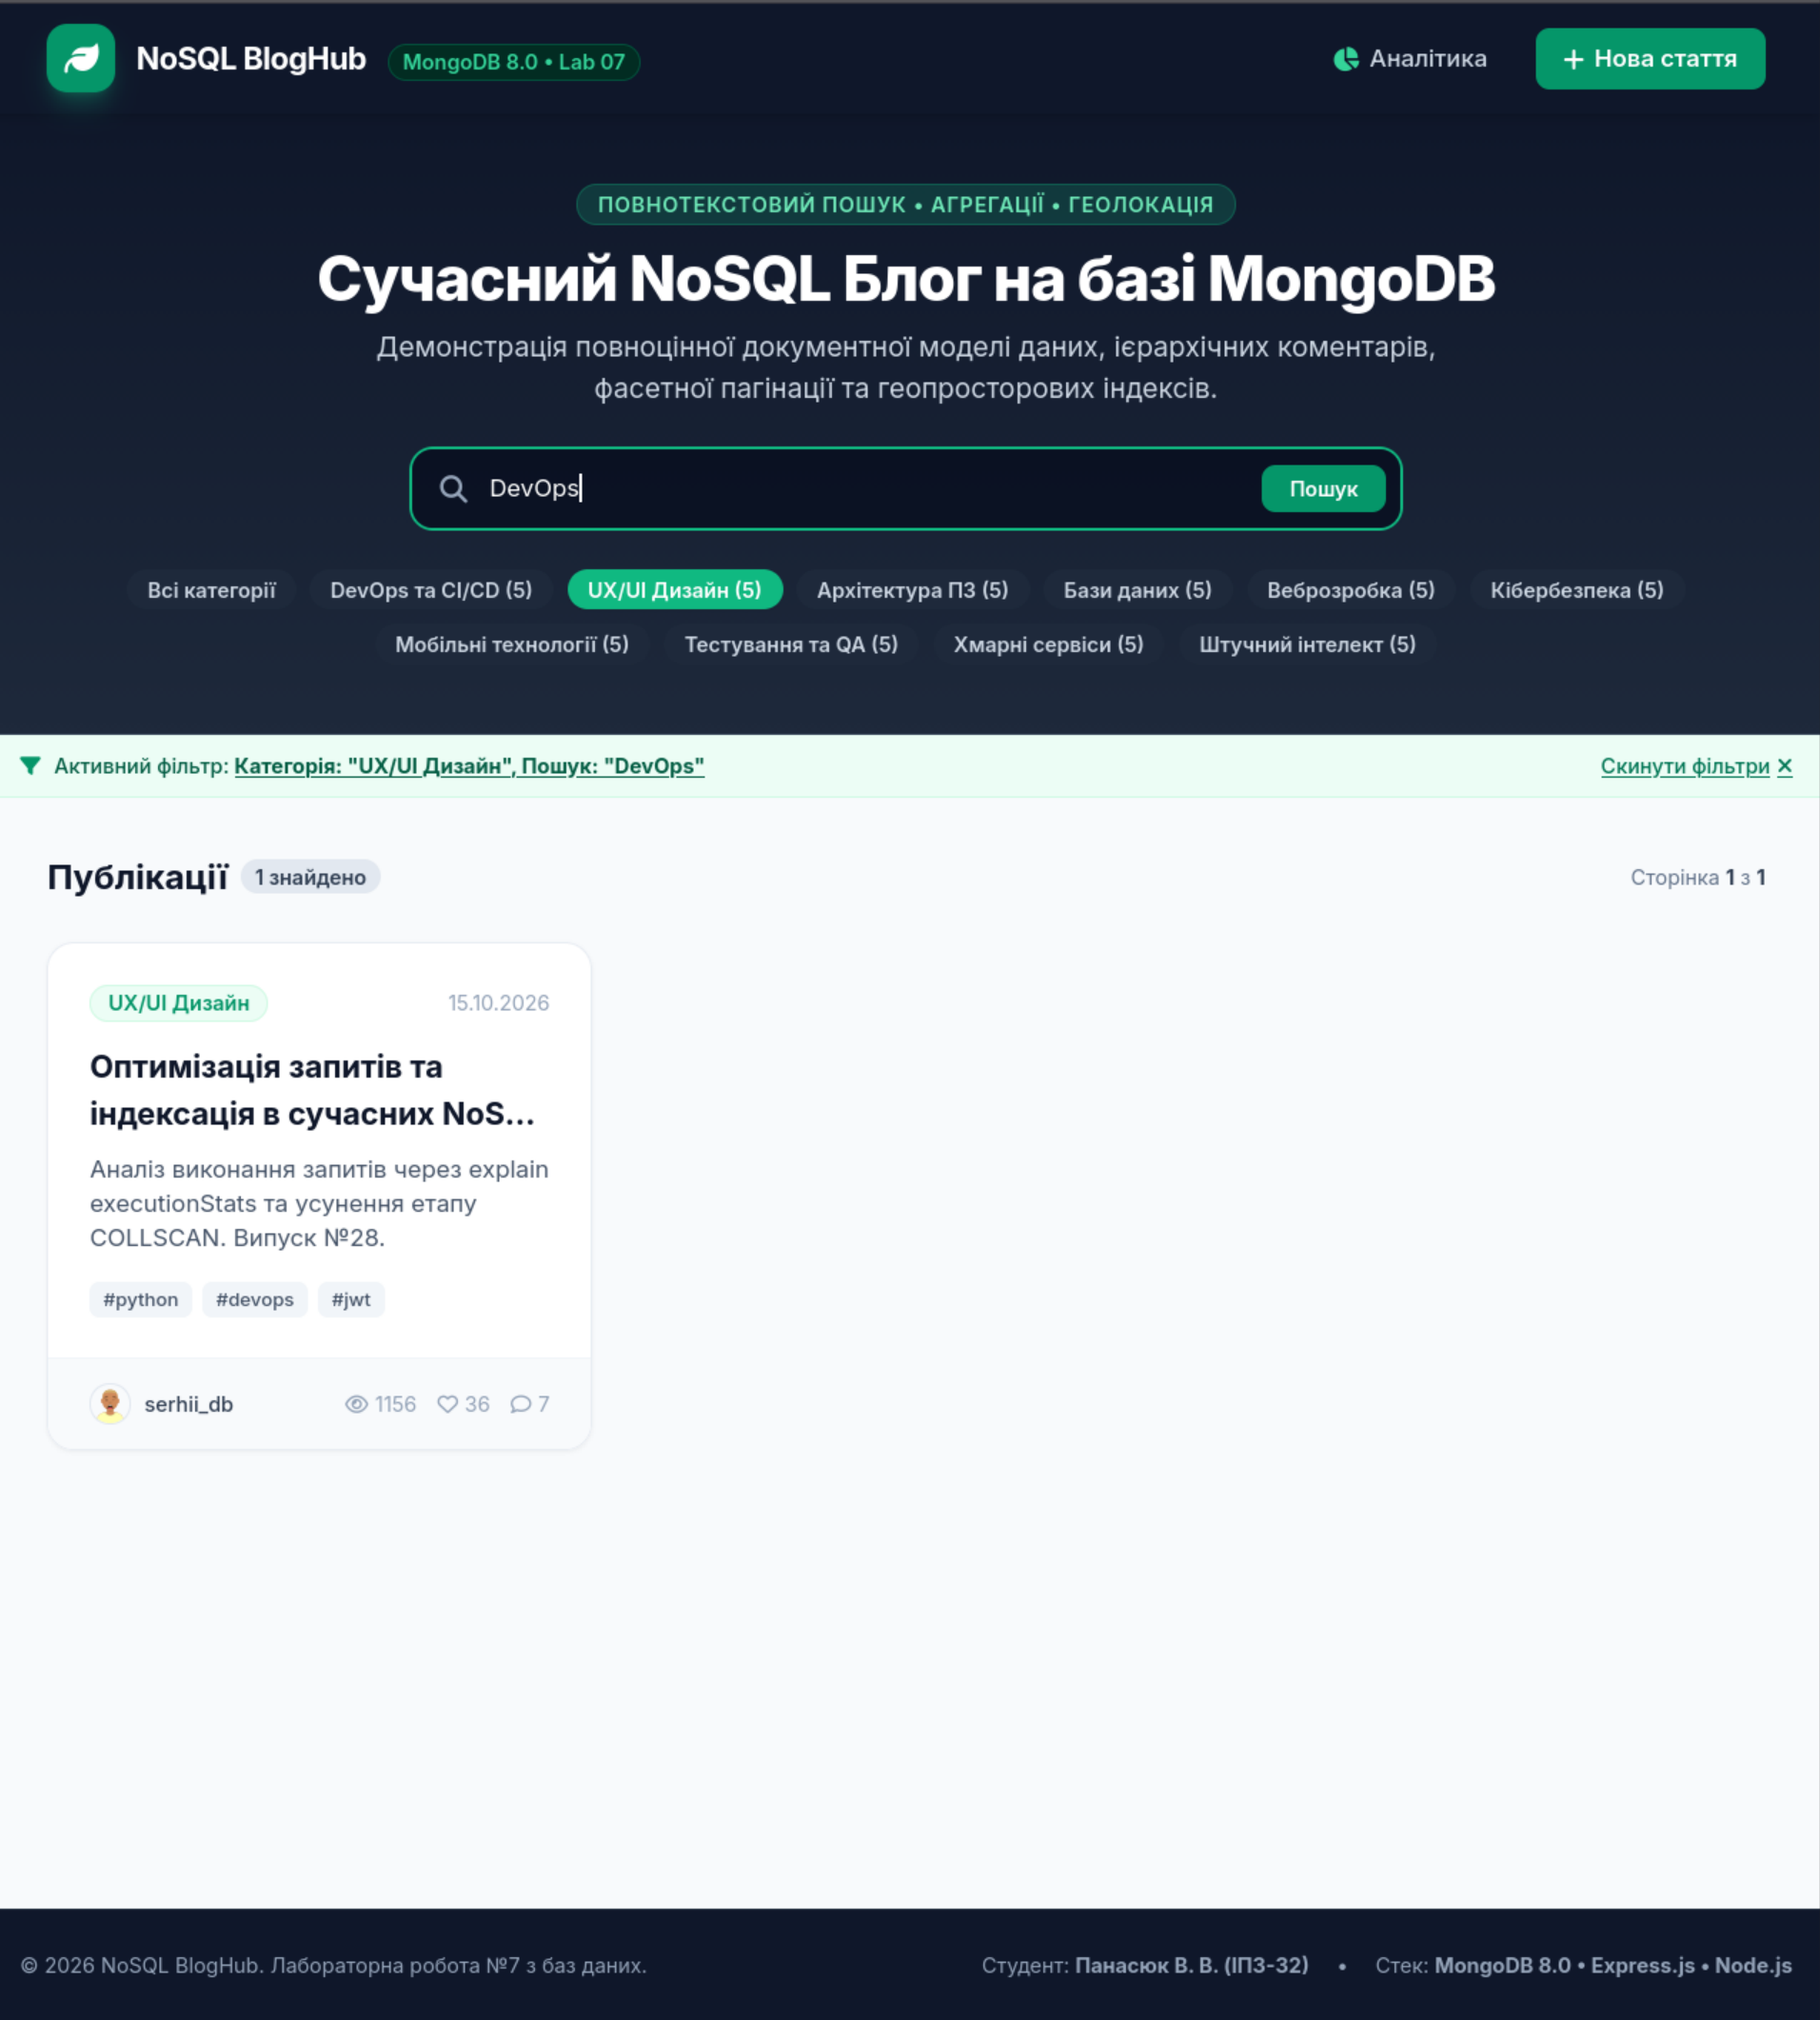 NoSQL BlogHub MongoDB 8.0 • Lab 07 Аналітика + Нова стаття
ПОВНОТЕКСТОВИЙ ПОШУК • АГРЕГАЦІЇ • ГЕОЛОКАЦІЯ
Сучасний NoSQL Блог на базі MongoDB
Демонстрація повноцінної документної моделі даних, ієрархічних коментарів,
фасетної пагінації та геопросторових індексів.
DevOps Пошук
Всі категорії DevOps та CI/CD (5) UX/UI Дизайн (5) Архітектура ПЗ (5) Бази даних (5) Веброзробка (5) Кібербезпека (5)
Мобільні технології (5) Тестування та QA (5) Хмарні сервіси (5) Штучний інтелект (5)
Активний фільтр: Категорія: "UX/UI Дизайн", Пошук: "DevOps" Скинути фільтри ✕
Публікації 1 знайдено Сторінка 1 з 1
UX/UI Дизайн 15.10.2026
Оптимізація запитів та
індексація в сучасних NoS...
Аналіз виконання запитів через explain
executionStats та усунення етапу
COLLSCAN. Випуск №28.
#python #devops #jwt
serhii_db 1156 36 7
© 2026 NoSQL BlogHub. Лабораторна робота №7 з баз даних. Студент: Панасюк В. В. (ІПЗ-32) • Стек: MongoDB 8.0 • Express.js • Node.js